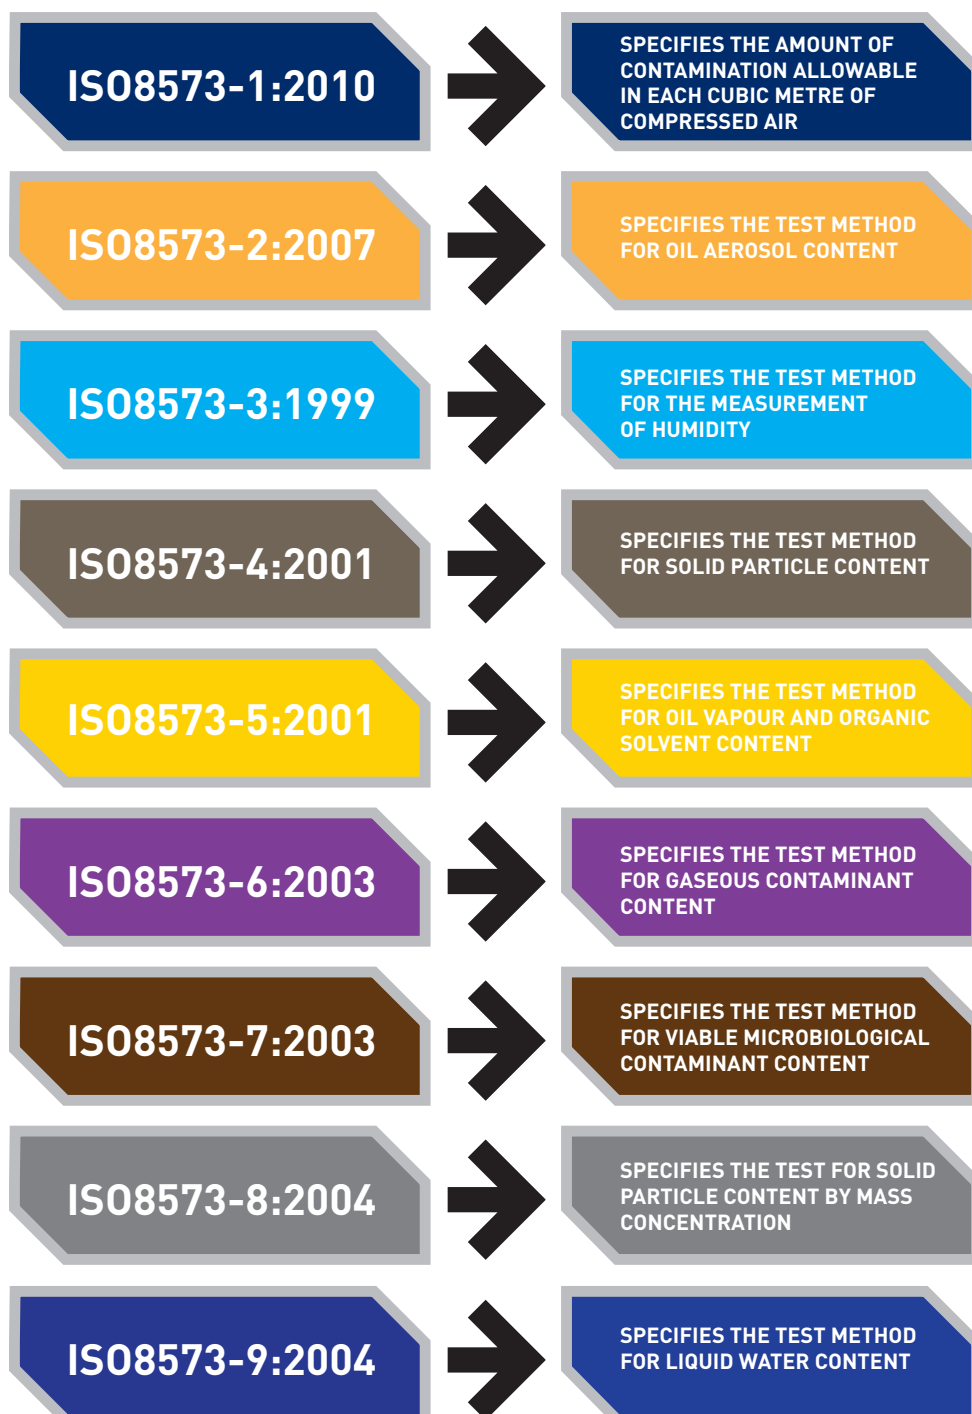 ISO8573-1:2010
SPECIFIES THE AMOUNT OF
CONTAMINATION ALLOWABLE
IN EACH CUBIC METRE OF
COMPRESSED AIR
ISO8573-2:2007
SPECIFIES THE TEST METHOD
FOR OIL AEROSOL CONTENT
ISO8573-3:1999
SPECIFIES THE TEST METHOD
FOR THE MEASUREMENT
OF HUMIDITY
ISO8573-4:2001
SPECIFIES THE TEST METHOD
FOR SOLID PARTICLE CONTENT
ISO8573-5:2001
SPECIFIES THE TEST METHOD
FOR OIL VAPOUR AND ORGANIC
SOLVENT CONTENT
ISO8573-6:2003
SPECIFIES THE TEST METHOD
FOR GASEOUS CONTAMINANT
CONTENT
ISO8573-7:2003
SPECIFIES THE TEST METHOD
FOR VIABLE MICROBIOLOGICAL
CONTAMINANT CONTENT
ISO8573-8:2004
SPECIFIES THE TEST FOR SOLID
PARTICLE CONTENT BY MASS
CONCENTRATION
ISO8573-9:2004
SPECIFIES THE TEST METHOD
FOR LIQUID WATER CONTENT